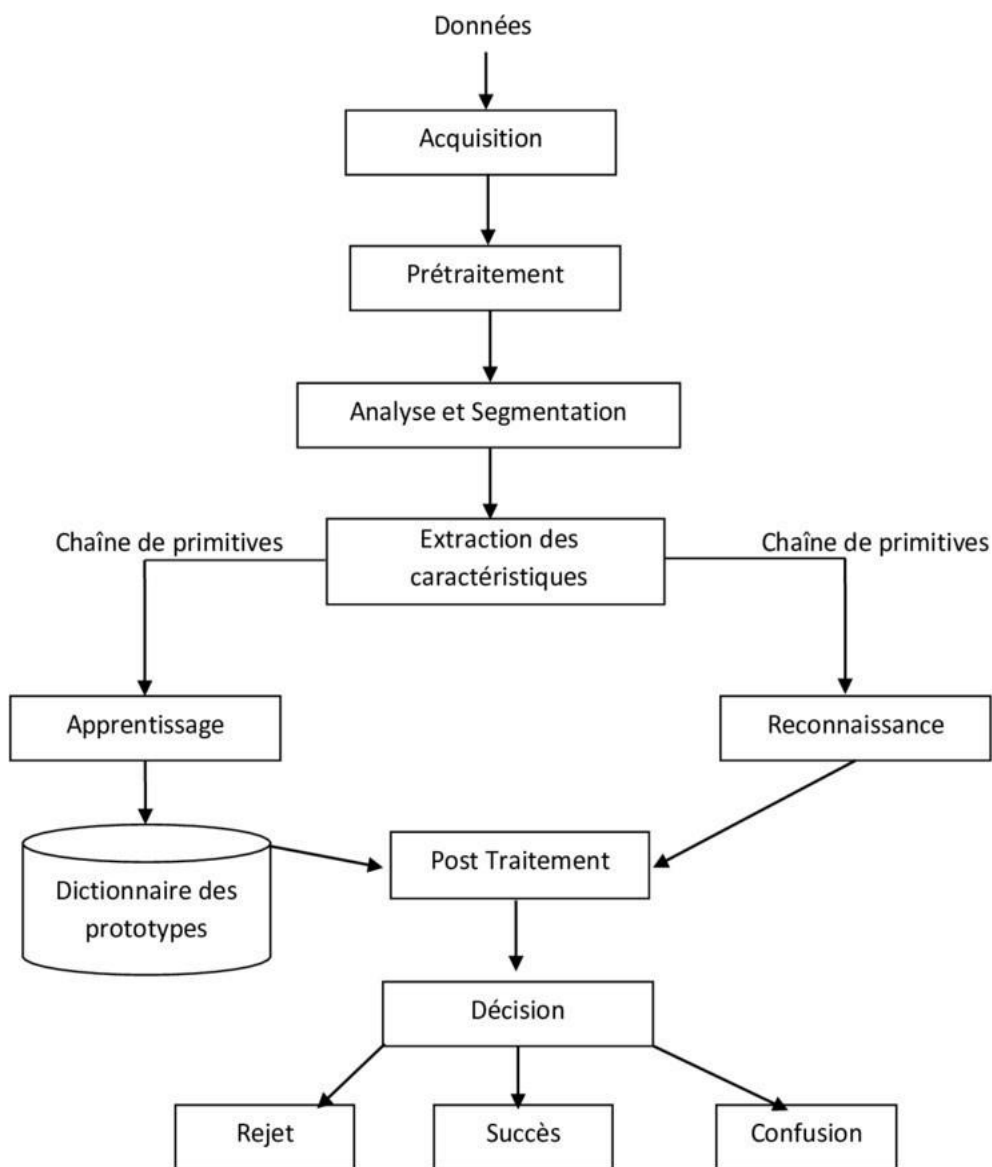 Données
Acquisition
Prétraitement
Analyse et Segmentation
Chaîne de primitives
Extraction des
caractéristiques
Chaîne de primitives
Apprentissage
Reconnaissance
Dictionnaire des
prototypes
Post Traitement
Décision
Rejet
Succès
Confusion